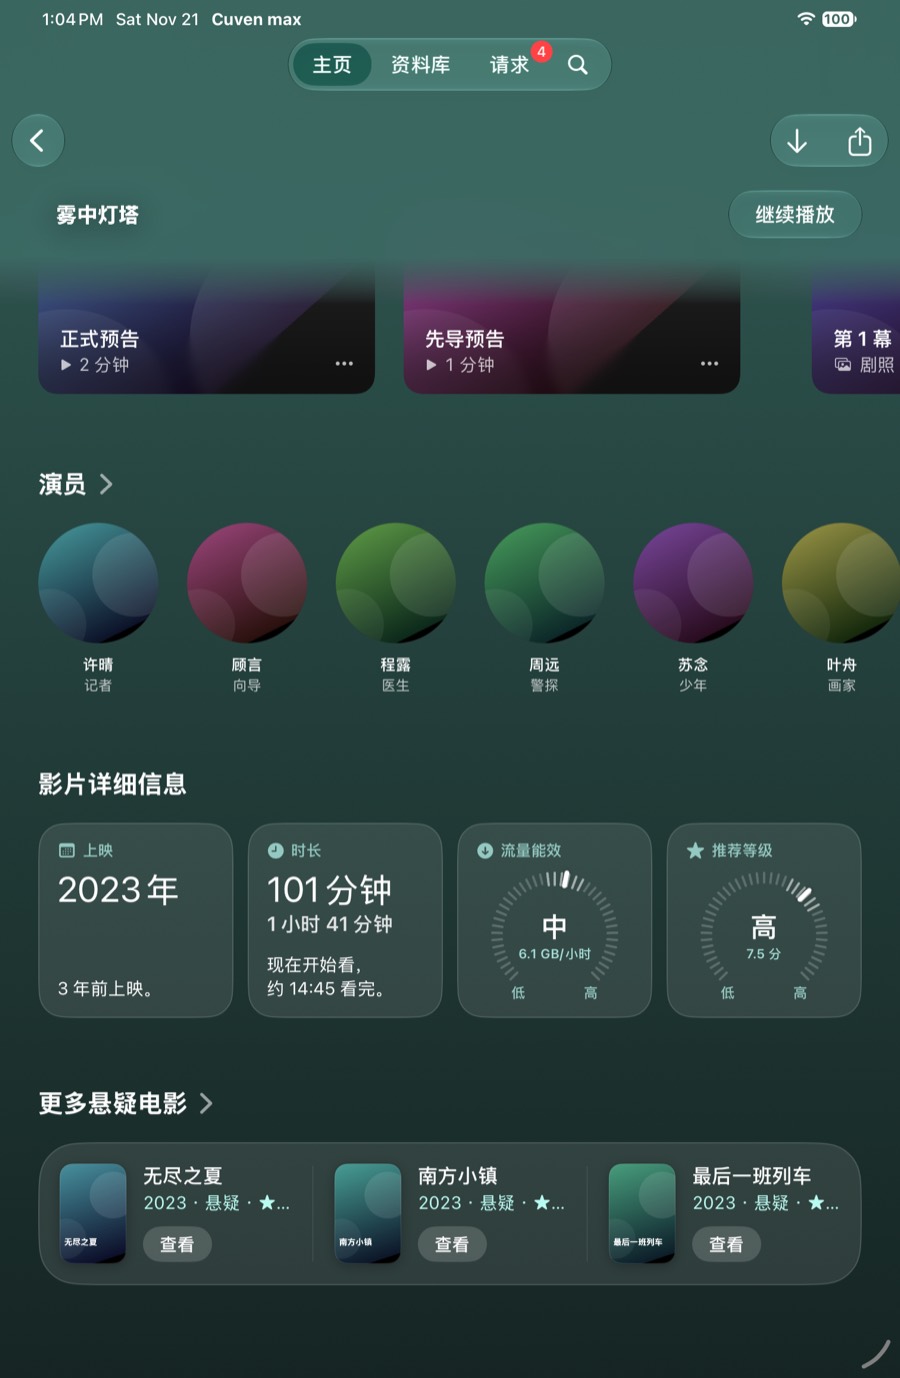 1:04 PM Sat Nov 21 Cuven max
100
主页 资料库 请求 4
雾中灯塔
继续播放
正式预告
2 分钟
先导预告
1 分钟
第 1 幕
剧照
演员
许晴
记者
顾言
向导
程露
医生
周远
警探
苏念
少年
叶舟
画家
影片详细信息
上映
2023 年
3 年前上映。
时长
101 分钟
1 小时 41 分钟
现在开始看，
约 14:45 看完。
流量能效
中
6.1 GB/小时
低 高
推荐等级
高
7.5 分
低 高
更多悬疑电影
无尽之夏
无尽之夏
2023 · 悬疑 · ★...
查看
南方小镇
南方小镇
2023 · 悬疑 · ★...
查看
最后一班列车
最后一班列车
2023 · 悬疑 · ★...
查看